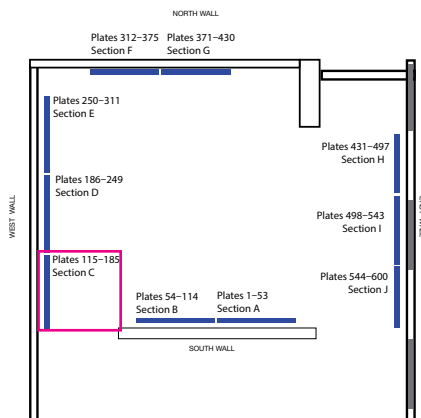 NORTH WALL
Plates 312–375
Section F
Plates 371–430
Section G
Plates 250–311
Section E
Plates 431–497
Section H
Plates 186–249
Section D
WEST WALL
Plates 498–543
Section I
Plates 115–185
Section C
Plates 544–600
Section J
Plates 54–114
Section B
Plates 1–53
Section A
SOUTH WALL